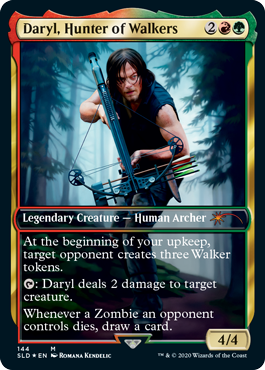 Daryl, Hunter of Walkers 2
Legendary Creature — Human Archer
At the beginning of your upkeep,
target opponent creates three Walker
tokens.
: Daryl deals 2 damage to target
creature.
Whenever a Zombie an opponent
controls dies, draw a card.
4/4
144 M
SLD ★ EN Romana Kendelic
™ & © 2020 Wizards of the Coast